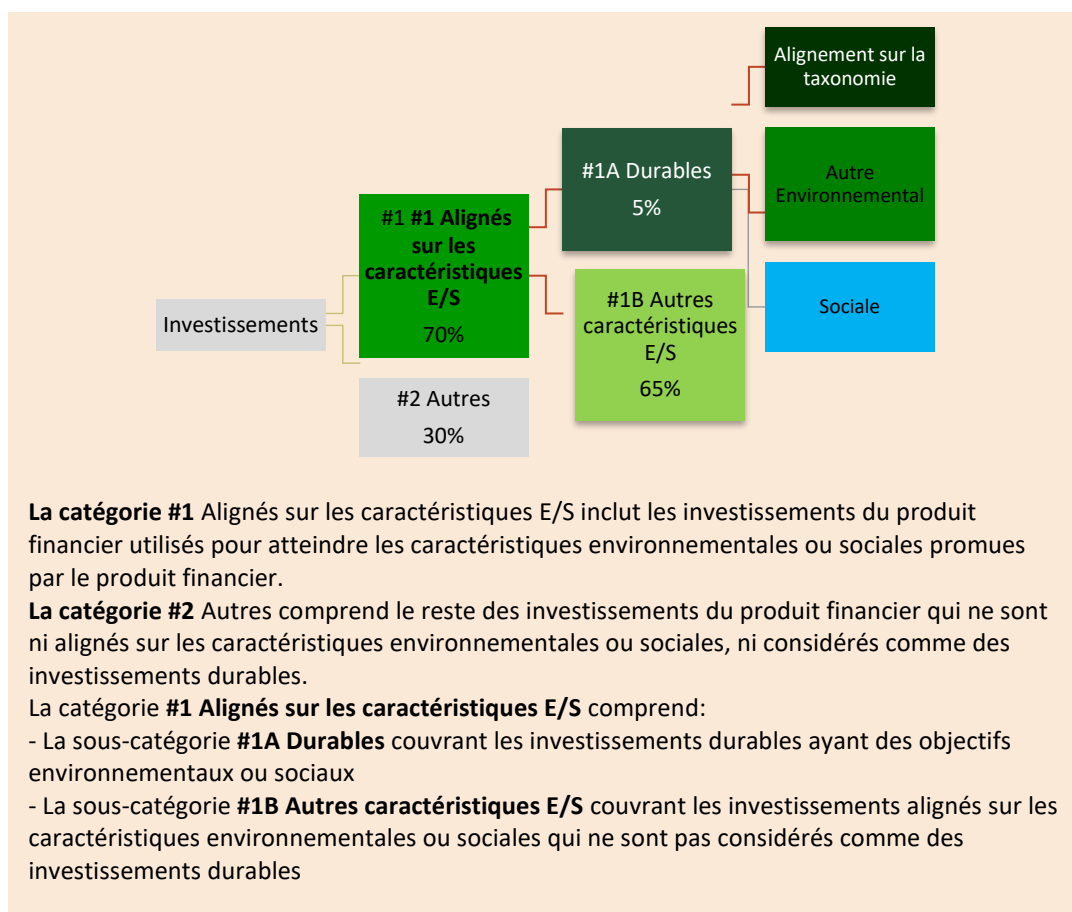 Alignement sur la
taxonomie
#1A Durables
5%
Autre
Environnemental
#1 #1 Alignés
sur les
caractéristiques
E/S
70%
#1B Autres
caractéristiques
E/S
65%
Sociale
Investissements
#2 Autres
30%
La catégorie #1 Alignés sur les caractéristiques E/S inclut les investissements du produit
financier utilisés pour atteindre les caractéristiques environnementales ou sociales promues
par le produit financier.
La catégorie #2 Autres comprend le reste des investissements du produit financier qui ne sont
ni alignés sur les caractéristiques environnementales ou sociales, ni considérés comme des
investissements durables.
La catégorie #1 Alignés sur les caractéristiques E/S comprend:
- La sous-catégorie #1A Durables couvrant les investissements durables ayant des objectifs
environnementaux ou sociaux
- La sous-catégorie #1B Autres caractéristiques E/S couvrant les investissements alignés sur les
caractéristiques environnementales ou sociales qui ne sont pas considérés comme des
investissements durables